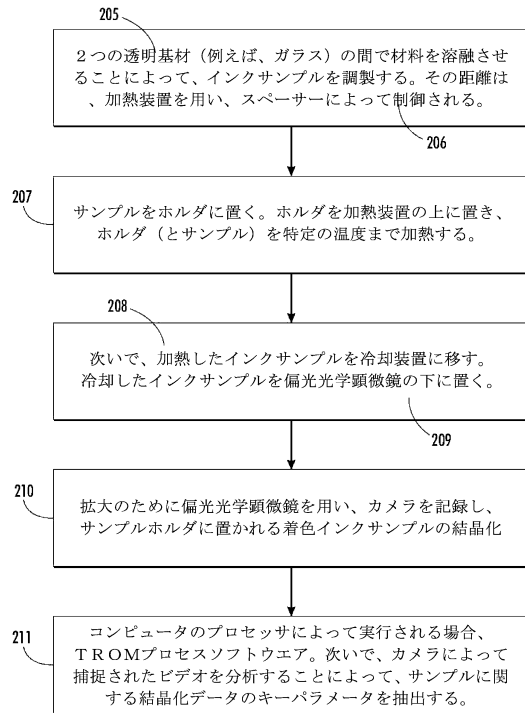 205
２つの透明基材（例えば、ガラス）の間で材料を溶融させ
ることによって、インクサンプルを調製する。その距離は
、加熱装置を用い、スペーサーによって制御される。
206
207
サンプルをホルダに置く。ホルダを加熱装置の上に置き、
ホルダ（とサンプル）を特定の温度まで加熱する。
208
次いで、加熱したインクサンプルを冷却装置に移す。
冷却したインクサンプルを偏光光学顕微鏡の下に置く。
209
210
拡大のために偏光光学顕微鏡を用い、カメラを記録し、
サンプルホルダに置かれる着色インクサンプルの結晶化
211
コンピュータのプロセッサによって実行される場合、
ＴＲＯＭプロセスソフトウエア。次いで、カメラによって
捕捉されたビデオを分析することによって、サンプルに関
する結晶化データのキーパラメータを抽出する。